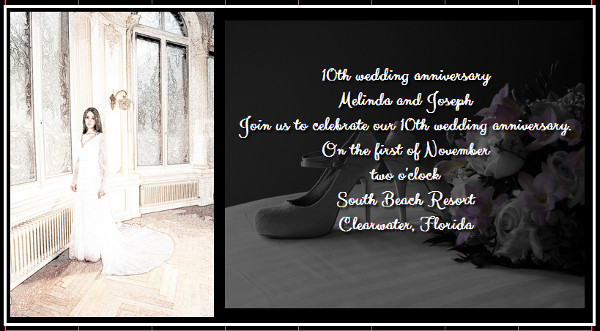 10th wedding anniversary
Melinda and Joseph
Join us to celebrate our 10th wedding anniversary.
On the first of November
two o'clock
South Beach Resort
Clearwater, Florida